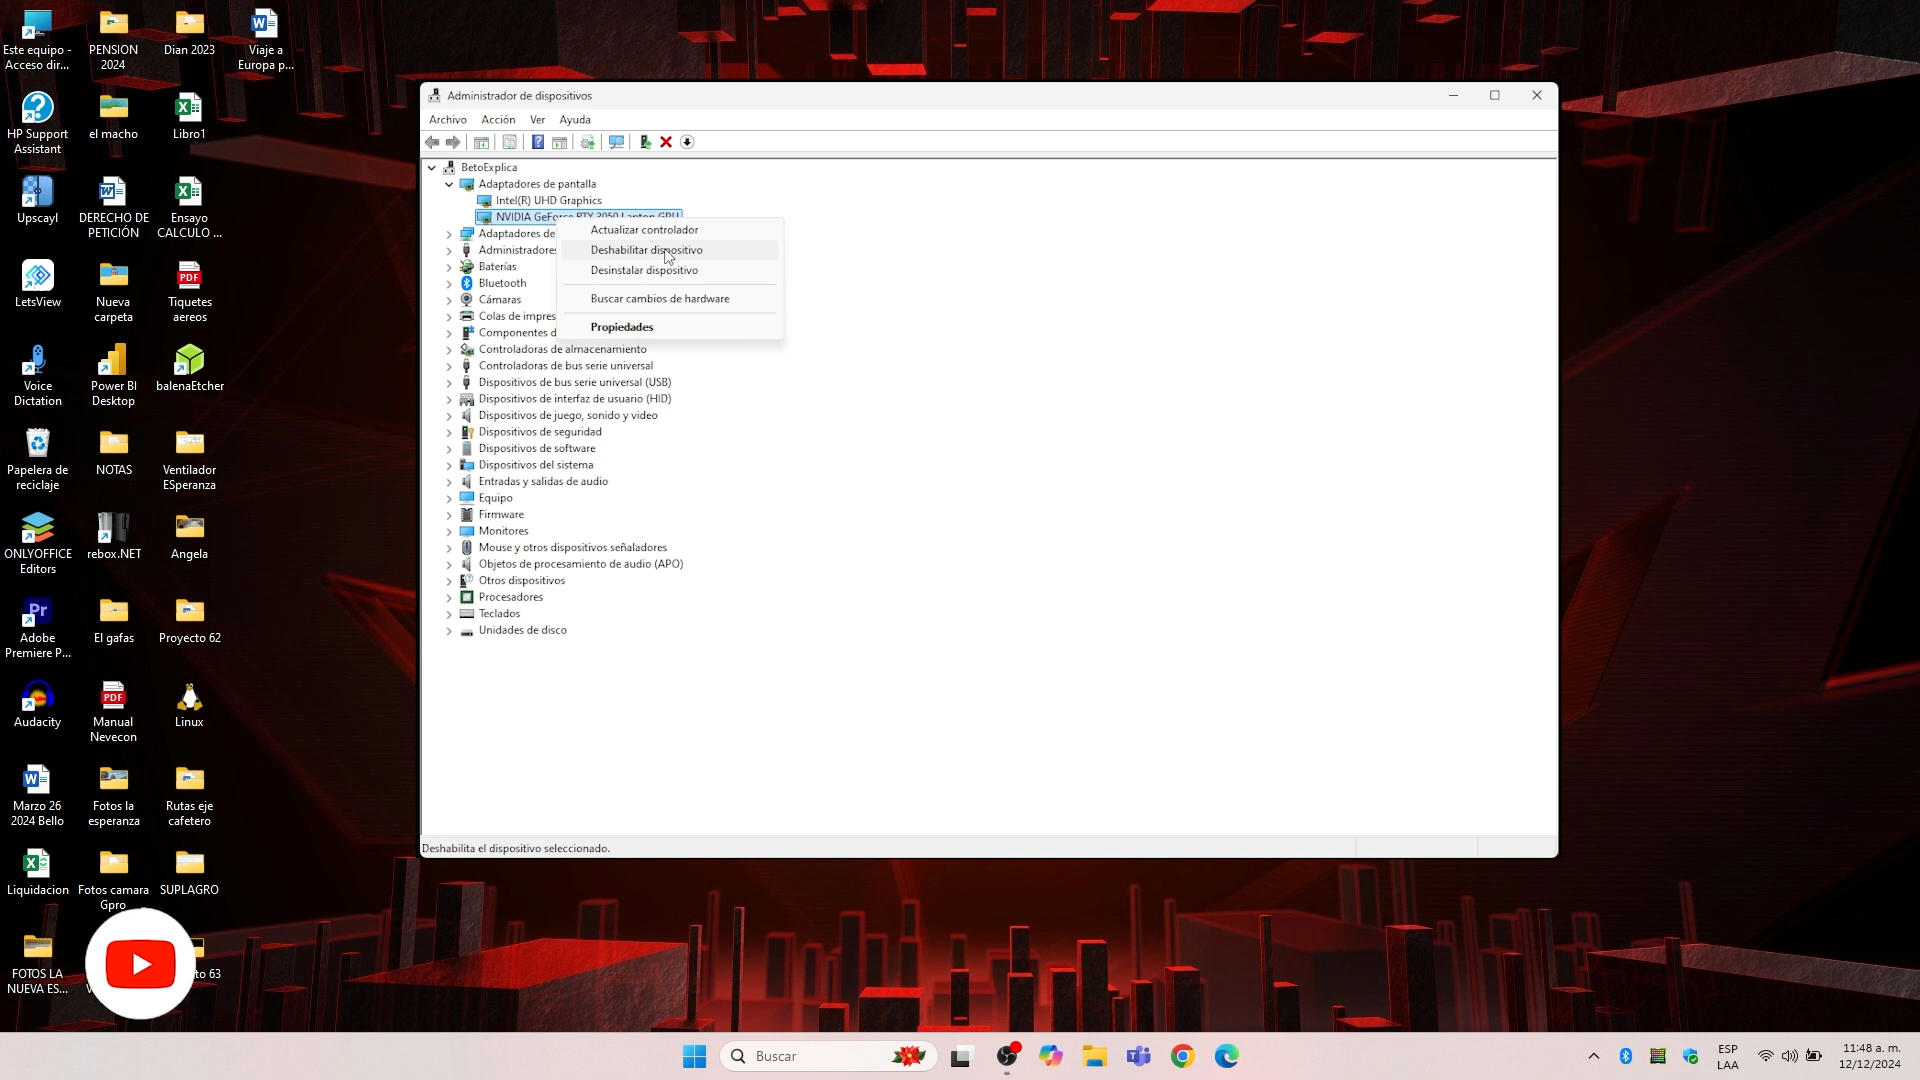 Este equipo -
Acceso dir...
PENSION
2024
Dian 2023
Viaje a
Europa p...
HP Support
Assistant
el macho
Libro1
Upscayl
DERECHO DE
PETICIÓN
Ensayo
CALCULO ...
LetsView
Nueva
carpeta
PDF
Tiquetes
aereos
Voice
Dictation
Power BI
Desktop
balenaEtcher
Papelera de
reciclaje
NOTAS
Ventilador
ESperanza
ONLYOFFICE
Editors
rebox.NET
Angela
Pr
Adobe
Premiere P...
El gafas
Proyecto 62
Audacity
PDF
Manual
Nevecon
Linux
Marzo 26
2024 Bello
Fotos la
esperanza
Rutas eje
cafetero
Liquidacion
Fotos camara
Gpro
SUPLAGRO
FOTOS LA
NUEVA ES...
to 63
Administrador de dispositivos
Archivo Acción Ver Ayuda
BetoExplica
Adaptadores de pantalla
Intel(R) UHD Graphics
NVIDIA GeForce RTX 3050 Laptop GPU
Adaptadores de
Administradores
Baterías
Bluetooth
Cámaras
Colas de impres
Componentes d
Controladoras de almacenamiento
Controladoras de bus serie universal
Dispositivos de bus serie universal (USB)
Dispositivos de interfaz de usuario (HID)
Dispositivos de juego, sonido y video
Dispositivos de seguridad
Dispositivos de software
Dispositivos del sistema
Entradas y salidas de audio
Equipo
Firmware
Monitores
Mouse y otros dispositivos señaladores
Objetos de procesamiento de audio (APO)
Otros dispositivos
Procesadores
Teclados
Unidades de disco
Actualizar controlador
Deshabilitar dispositivo
Desinstalar dispositivo
Buscar cambios de hardware
Propiedades
Deshabilita el dispositivo seleccionado.
Buscar
ESP
LAA
11:48 a. m.
12/12/2024